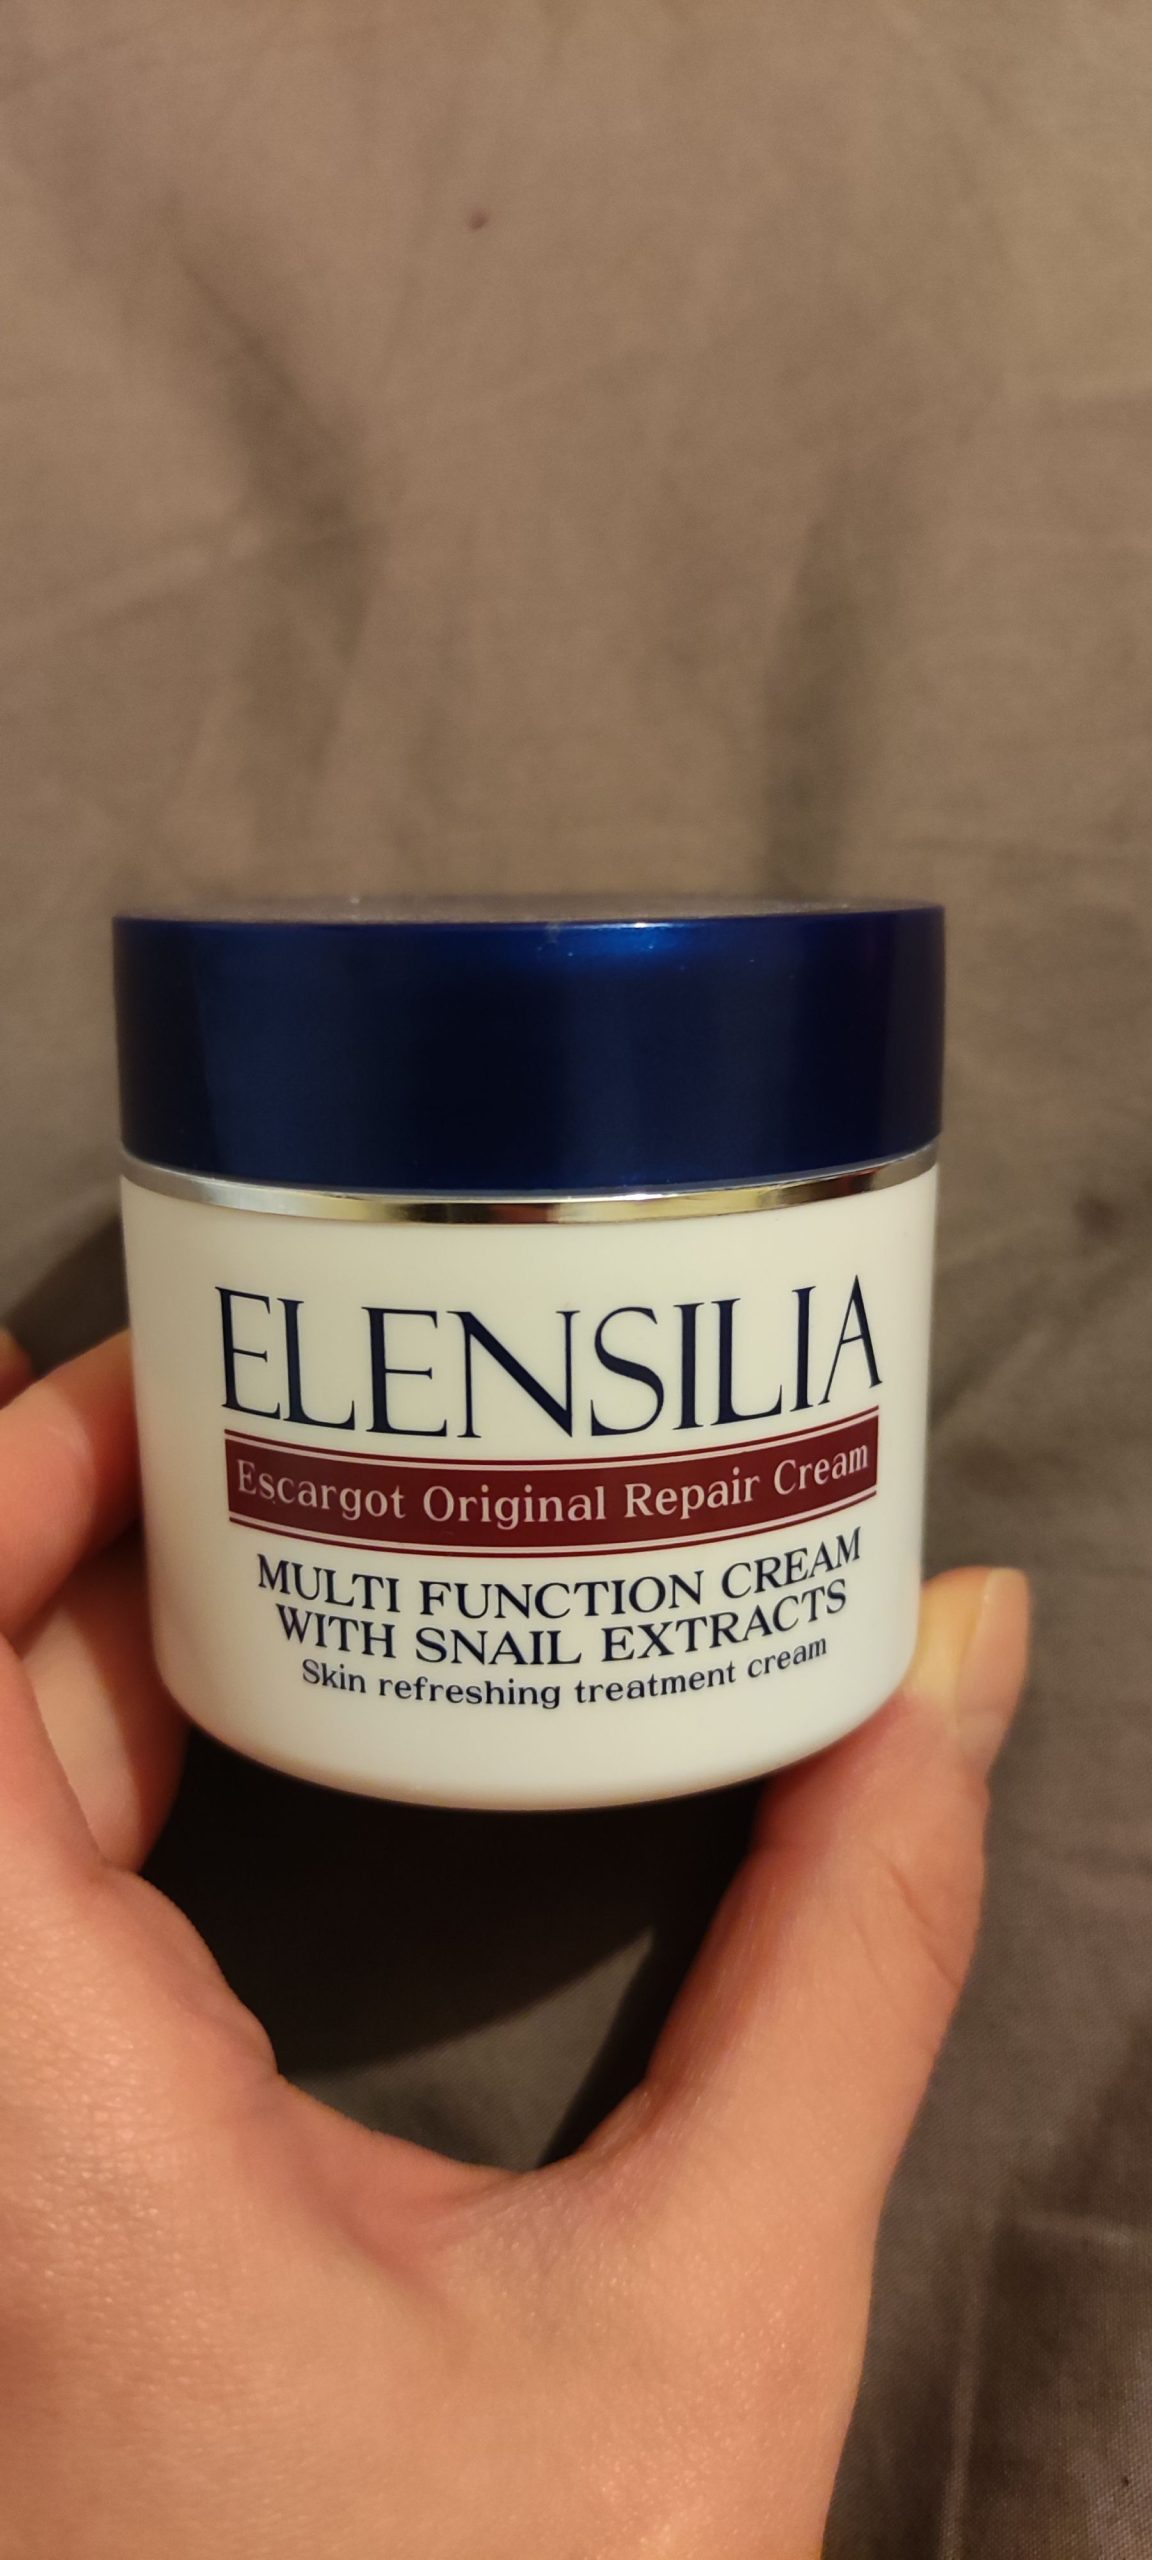 ELENSILIA
Escargot Original Repair Cream
MULTI FUNCTION CREAM
WITH SNAIL EXTRACTS
Skin refreshing treatment cream